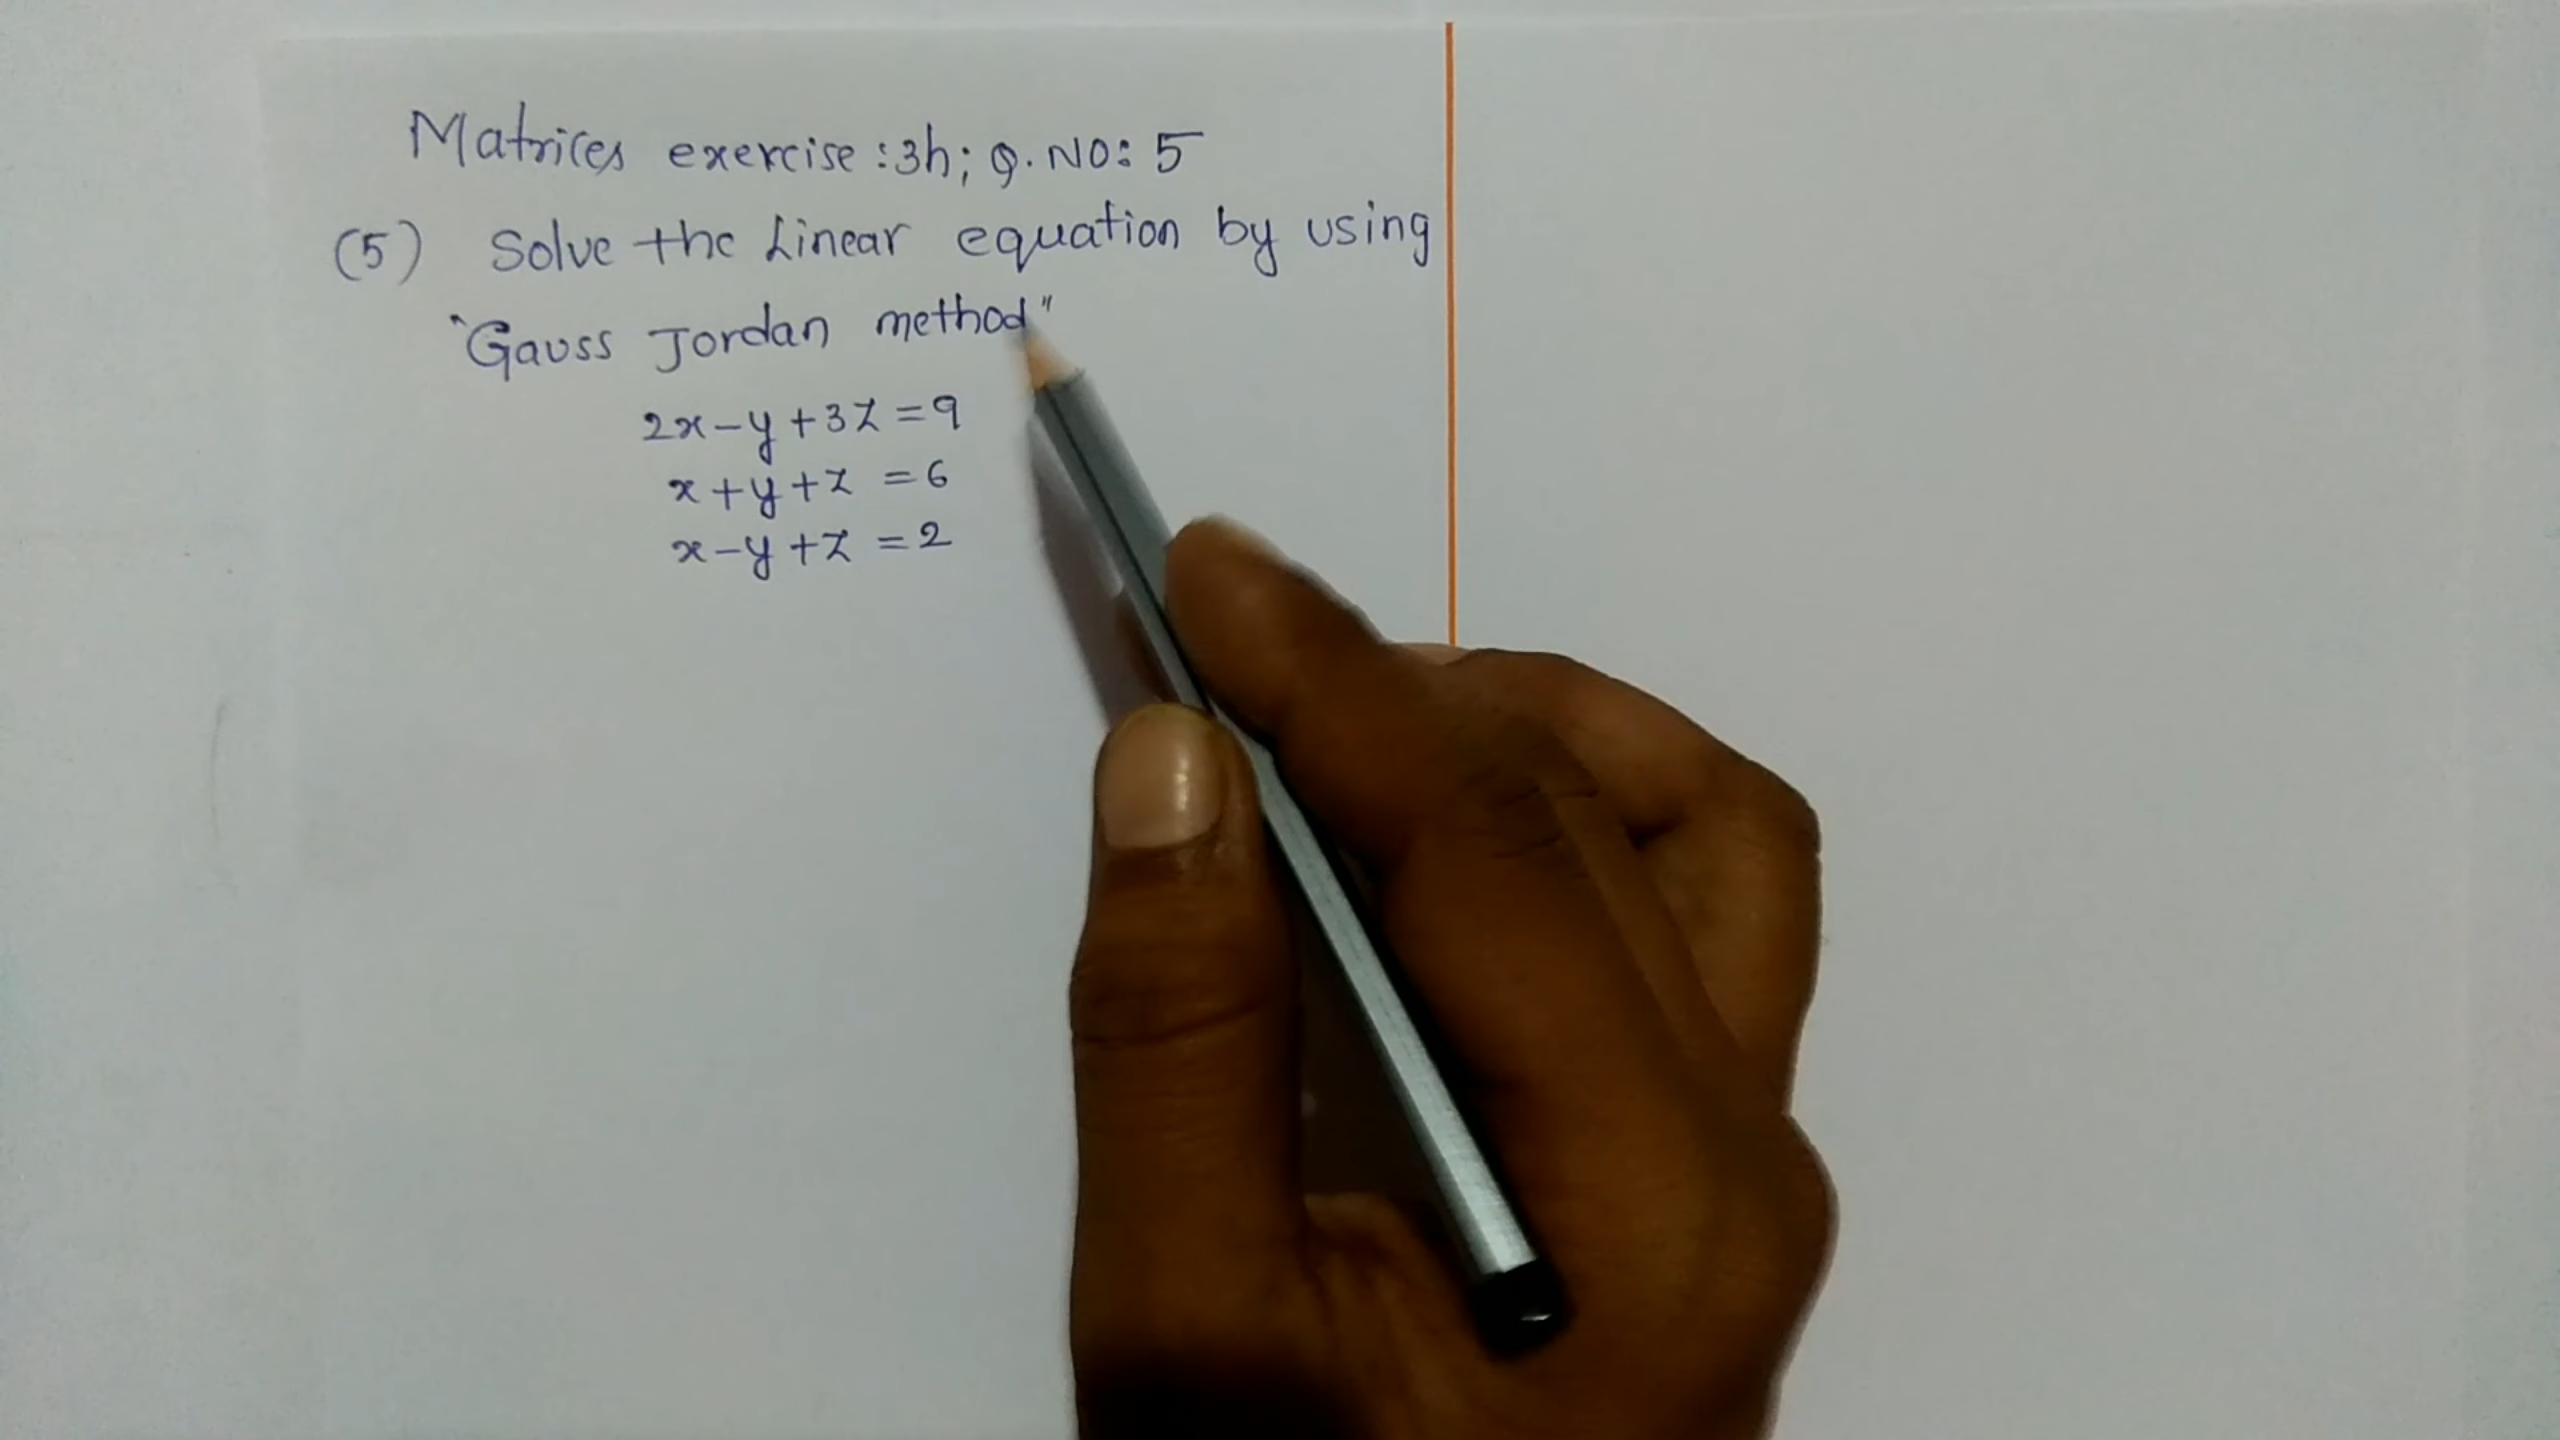 Matrices exercise : 3h; Q. NO: 5
(5) Solve the Linear equation by using
"Gauss Jordan method"
2x-y+3z=9
x+y+z =6
x-y+z =2